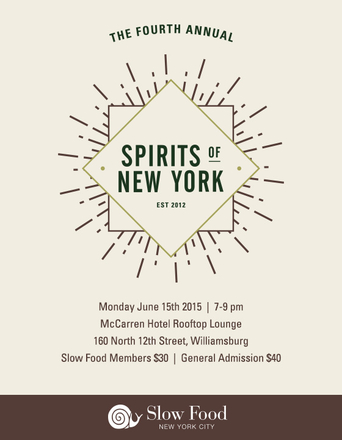 THE FOURTH ANNUAL
SPIRITS OF
NEW YORK
EST 2012
Monday June 15th 2015 | 7-9 pm
McCarren Hotel Rooftop Lounge
160 North 12th Street, Williamsburg
Slow Food Members $30 | General Admission $40
Slow Food
NEW YORK CITY